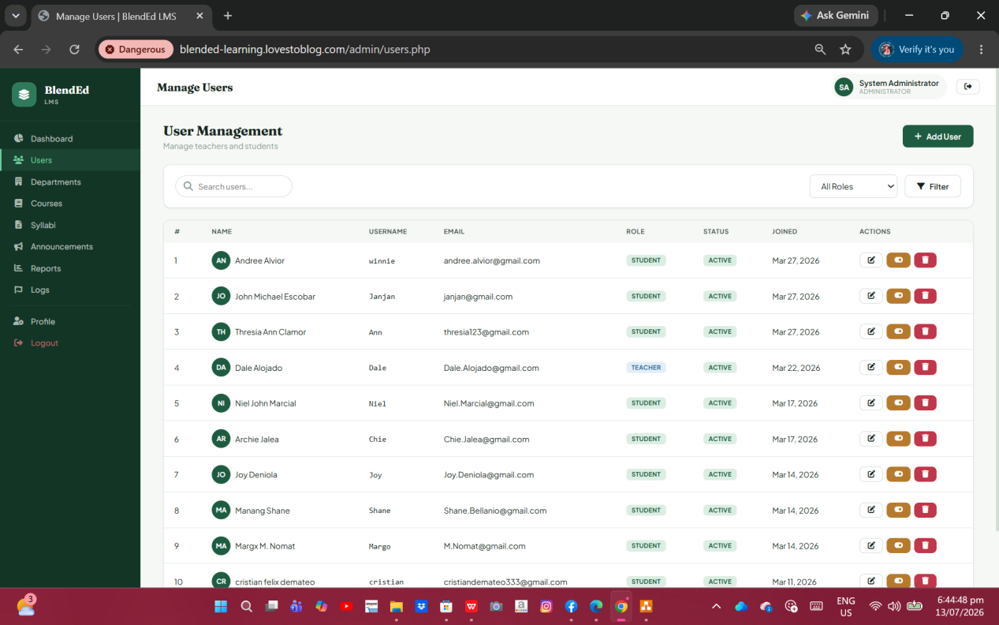 Manage Users | BlendEd LMS
Ask Gemini
Dangerous
blended-learning.lovestoblog.com/admin/users.php
Verify it's you
BlendEd
LMS
Manage Users
SA
System Administrator
ADMINISTRATOR
Dashboard
Users
Departments
Courses
Syllabi
Announcements
Reports
Logs
Profile
Logout
User Management
Manage teachers and students
+ Add User
Search users...
All Roles
Filter
# NAME USERNAME EMAIL ROLE STATUS JOINED ACTIONS
1 AN Andree Alvior winnie andree.alvior@gmail.com STUDENT ACTIVE Mar 27, 2026
2 JO John Michael Escobar Janjan janjan@gmail.com STUDENT ACTIVE Mar 27, 2026
3 TH Thresia Ann Clamor Ann thresia123@gmail.com STUDENT ACTIVE Mar 27, 2026
4 DA Dale Alojado Dale Dale.Alojado@gmail.com TEACHER ACTIVE Mar 22, 2026
5 NI Niel John Marcial Niel Niel.Marcial@gmail.com STUDENT ACTIVE Mar 17, 2026
6 AR Archie Jalea Chie Chie.Jalea@gmail.com STUDENT ACTIVE Mar 17, 2026
7 JO Joy Deniola Joy Joy.Deniola@gmail.com STUDENT ACTIVE Mar 14, 2026
8 MA Manang Shane Shane Shane.Bellanio@gmail.com STUDENT ACTIVE Mar 14, 2026
9 MA Margx M. Nomat Margo M.Nomat@gmail.com STUDENT ACTIVE Mar 14, 2026
10 CR cristian felix demateo cristian cristiandemateo333@gmail.com STUDENT ACTIVE Mar 11, 2026
3
ENG
US
6:44:48 pm
13/07/2026